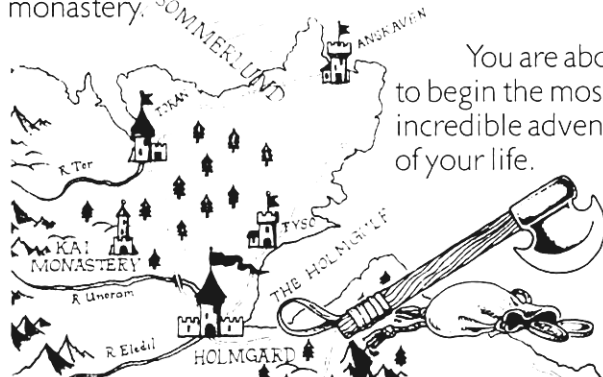 monastery.
SOMMERLUND
ANSKAVEN
You are abo
to begin the mos
incredible adven
of your life.
TORAN
R Tor
TYSO
KAI
MONASTERY
THE HOLMGULF
R Unoram
R Eledil
HOLMGARD